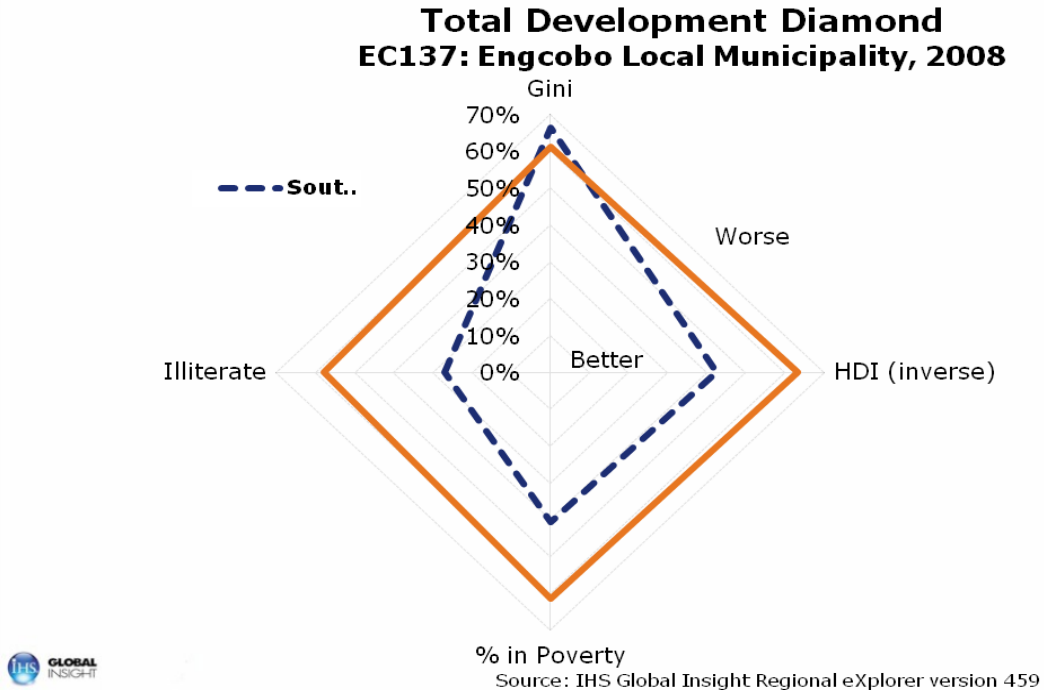 Total Development Diamond
EC137: Engcobo Local Municipality, 2008
Gini
70%
60%
50%
40%
30%
20%
10%
0%
Sout..
Worse
Better
Illiterate
HDI (inverse)
% in Poverty
IHS GLOBAL
INSIGHT
Source: IHS Global Insight Regional eXplorer version 459